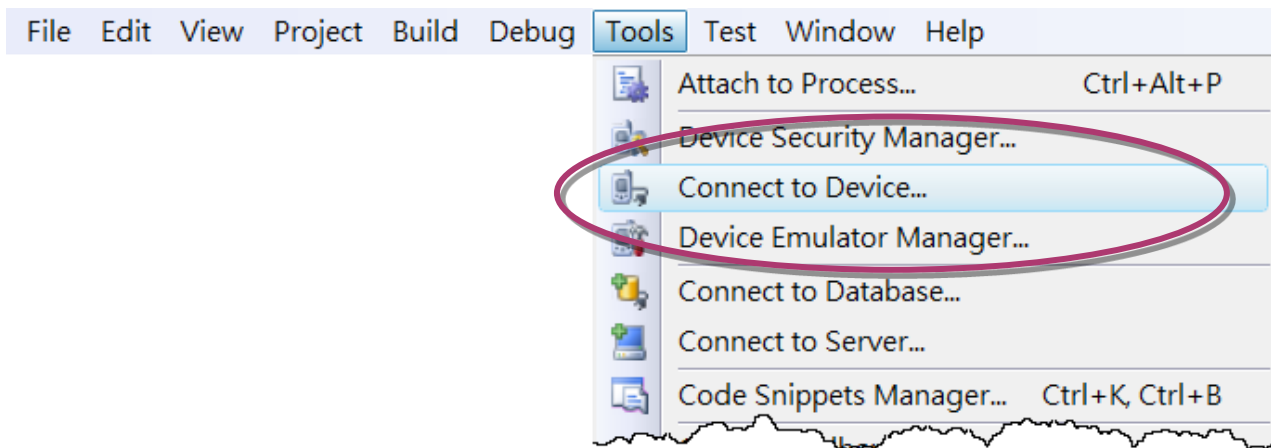 File Edit View Project Build Debug Tools Test Window Help
Attach to Process... Ctrl+Alt+P
Device Security Manager...
Connect to Device...
Device Emulator Manager...
Connect to Database...
Connect to Server...
Code Snippets Manager... Ctrl+K, Ctrl+B